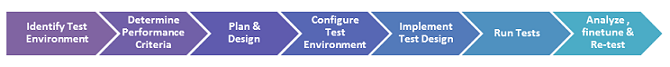 Identify Test
Environment
Determine
Performance
Criteria
Plan &
Design
Configure
Test
Environment
Implement
Test Design
Run Tests
Analyze ,
finetune &
Re-test